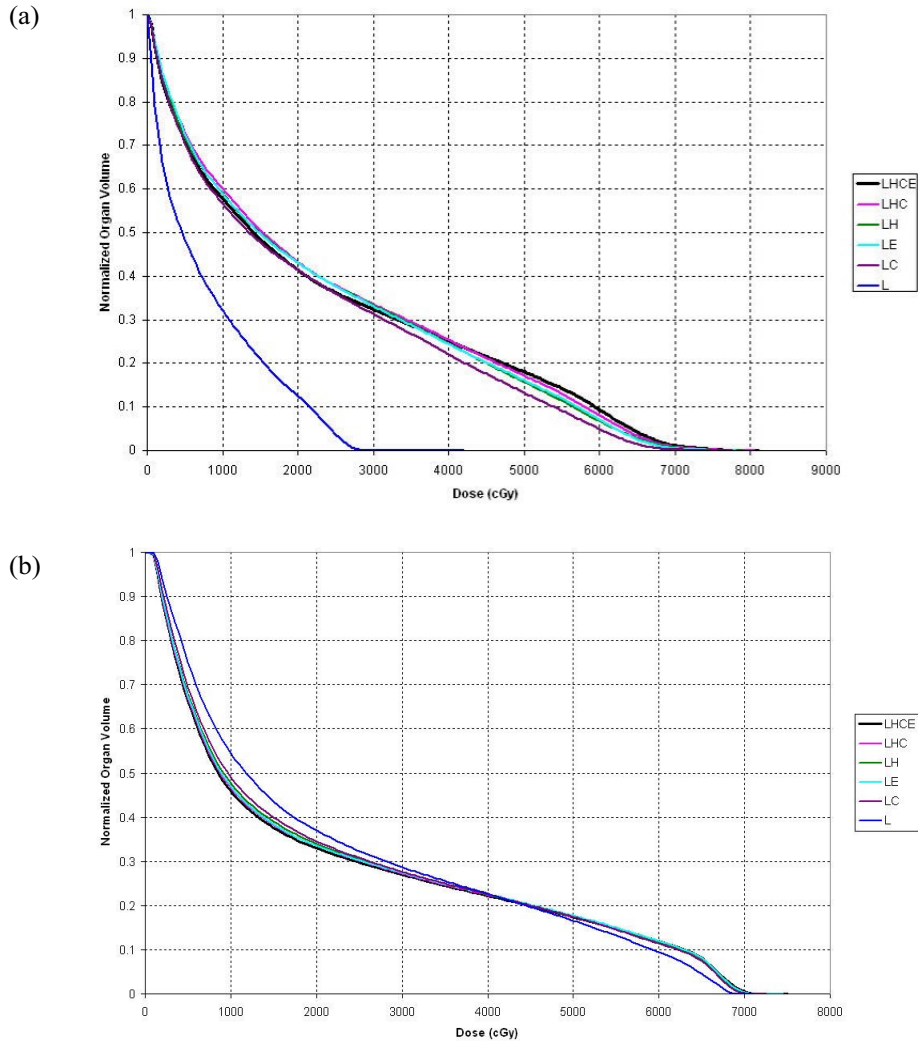 (a)
1
0.9
0.8
0.7
0.6
0.5
0.4
0.3
0.2
0.1
0
Normalized Organ Volume
0 1000 2000 3000 4000 5000 6000 7000 8000 9000
Dose (cGy)
LHCE
LHC
LH
LE
LC
L
(b)
1
0.9
0.8
0.7
0.6
0.5
0.4
0.3
0.2
0.1
0
Normalized Organ Volume
0 1000 2000 3000 4000 5000 6000 7000 8000
Dose (cGy)
LHCE
LHC
LH
LE
LC
L